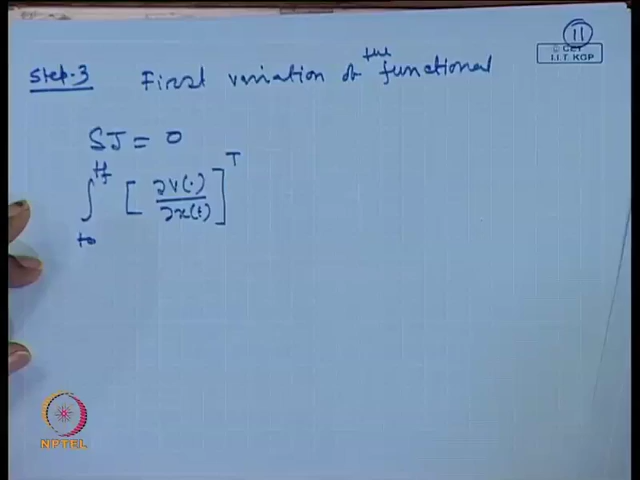 11
© CET
I.I.T. KGP
Step-3 First variation of the functional
δJ = 0
∫_{t0}^{tf} [∂V(·)/∂x(t)]^T
NPTEL